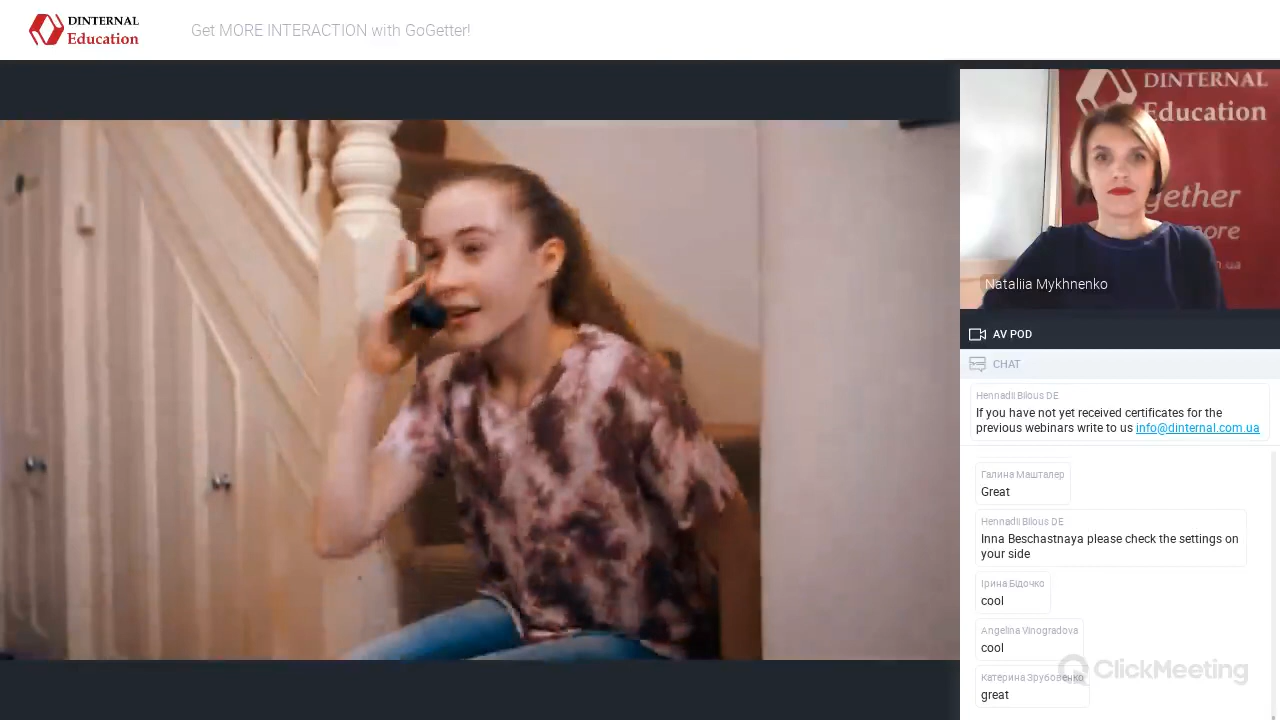 DINTERNAL
Education
Get MORE INTERACTION with GoGetter!
DINTERNAL
Education
gether
more
.ua
Nataliia Mykhnenko
AV POD
CHAT
Hennadii Bilous DE
If you have not yet received certificates for the
previous webinars write to us info@dinternal.com.ua
Галина Машталер
Great
Hennadii Bilous DE
Inna Beschastnaya please check the settings on
your side
Ірина Бідочко
cool
Angelina Vinogradova
cool
Катерина Зрубовенко
great
ClickMeeting